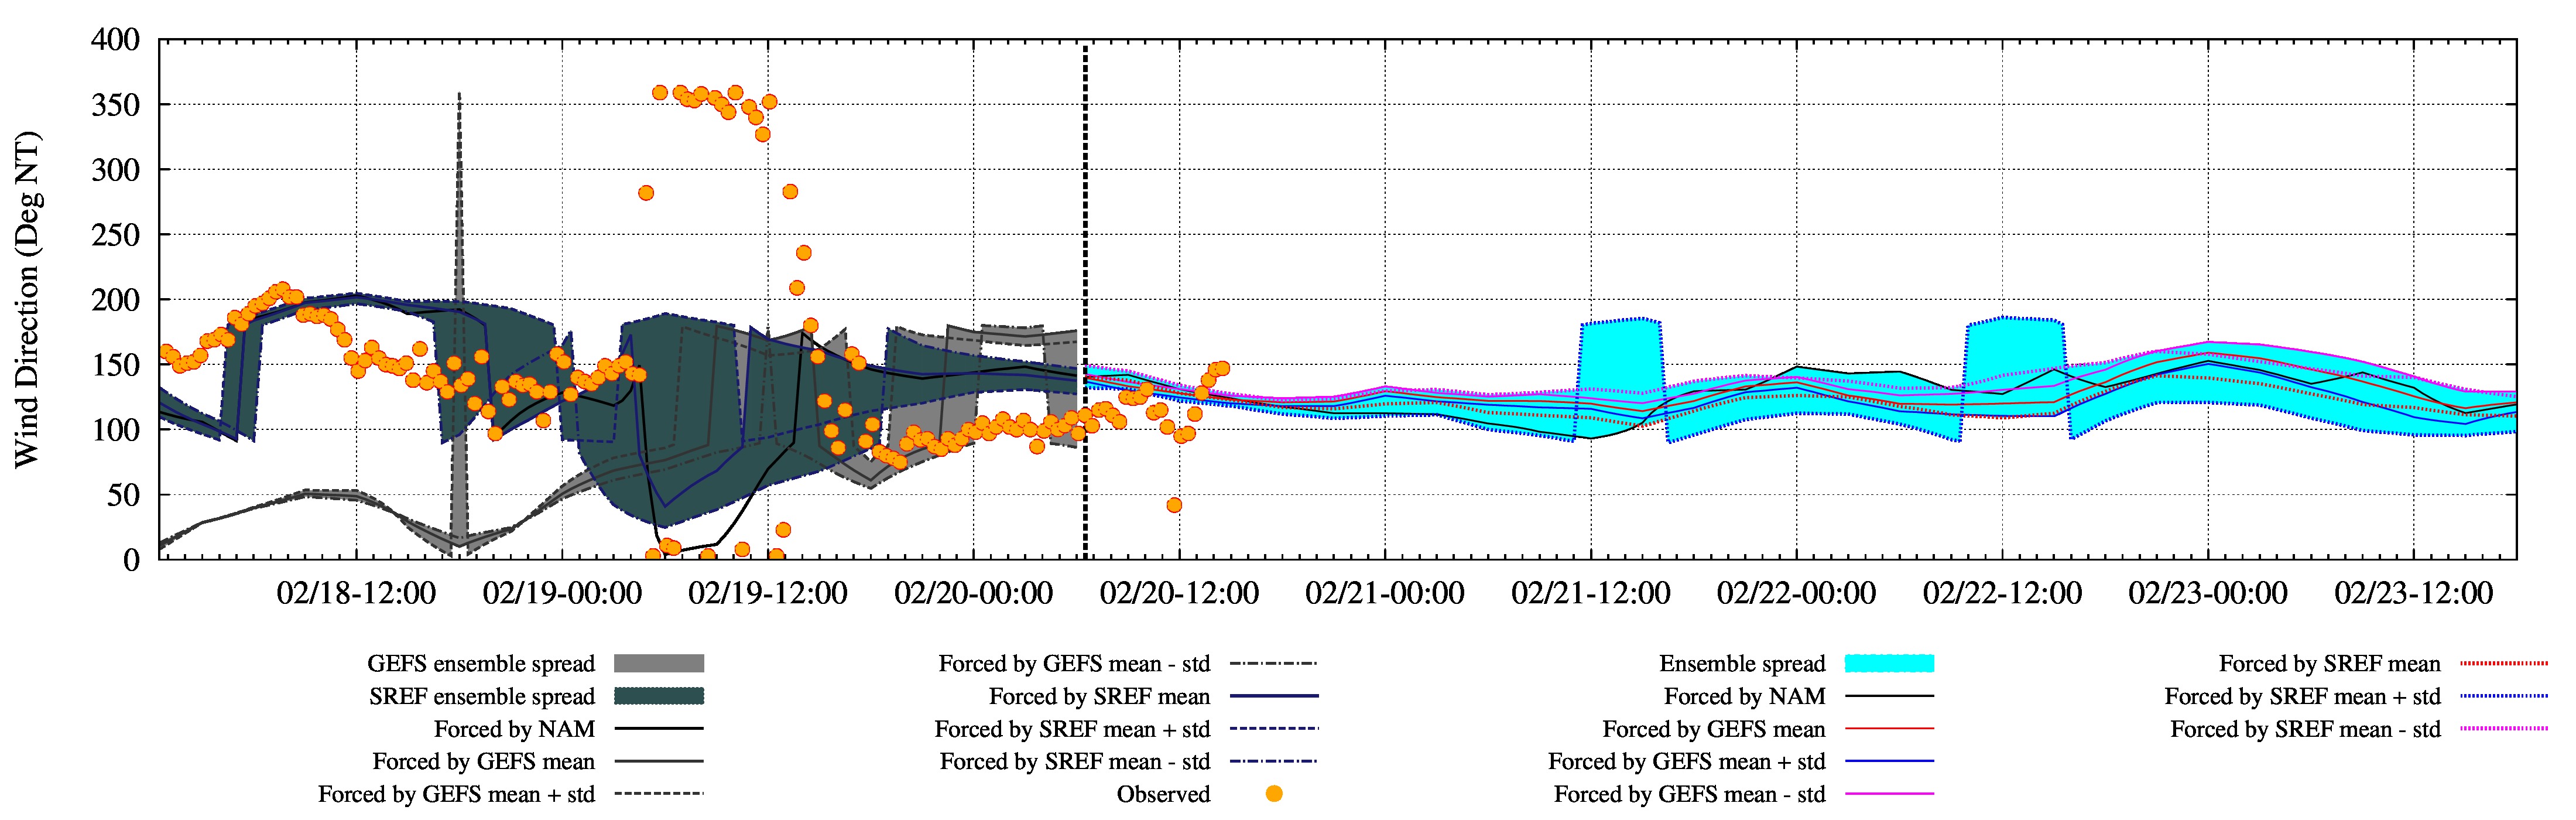 400
350
300
250
200
150
100
50
0
Wind Direction (Deg NT)
02/18-12:00 02/19-00:00 02/19-12:00 02/20-00:00 02/20-12:00 02/21-00:00 02/21-12:00 02/22-00:00 02/22-12:00 02/23-00:00 02/23-12:00
GEFS ensemble spread
SREF ensemble spread
Forced by NAM
Forced by GEFS mean
Forced by GEFS mean + std
Forced by GEFS mean - std
Forced by SREF mean
Forced by SREF mean + std
Forced by SREF mean - std
Observed
Ensemble spread
Forced by NAM
Forced by GEFS mean
Forced by GEFS mean + std
Forced by GEFS mean - std
Forced by SREF mean
Forced by SREF mean + std
Forced by SREF mean - std